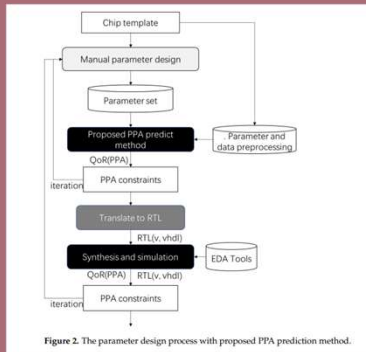 Chip template
Manual parameter design
Parameter set
Proposed PPA predict
method
. Parameter and
data preprocessing
QoR(PPA)
PPA constraints
iteration
Translate to RTL
RTL(v, vhdl)
Synthesis and simulation
EDA Tools
QoR(PPA)
RTL(v, vhdl)
PPA constraints
iteration
Figure 2. The parameter design process with proposed PPA prediction method.